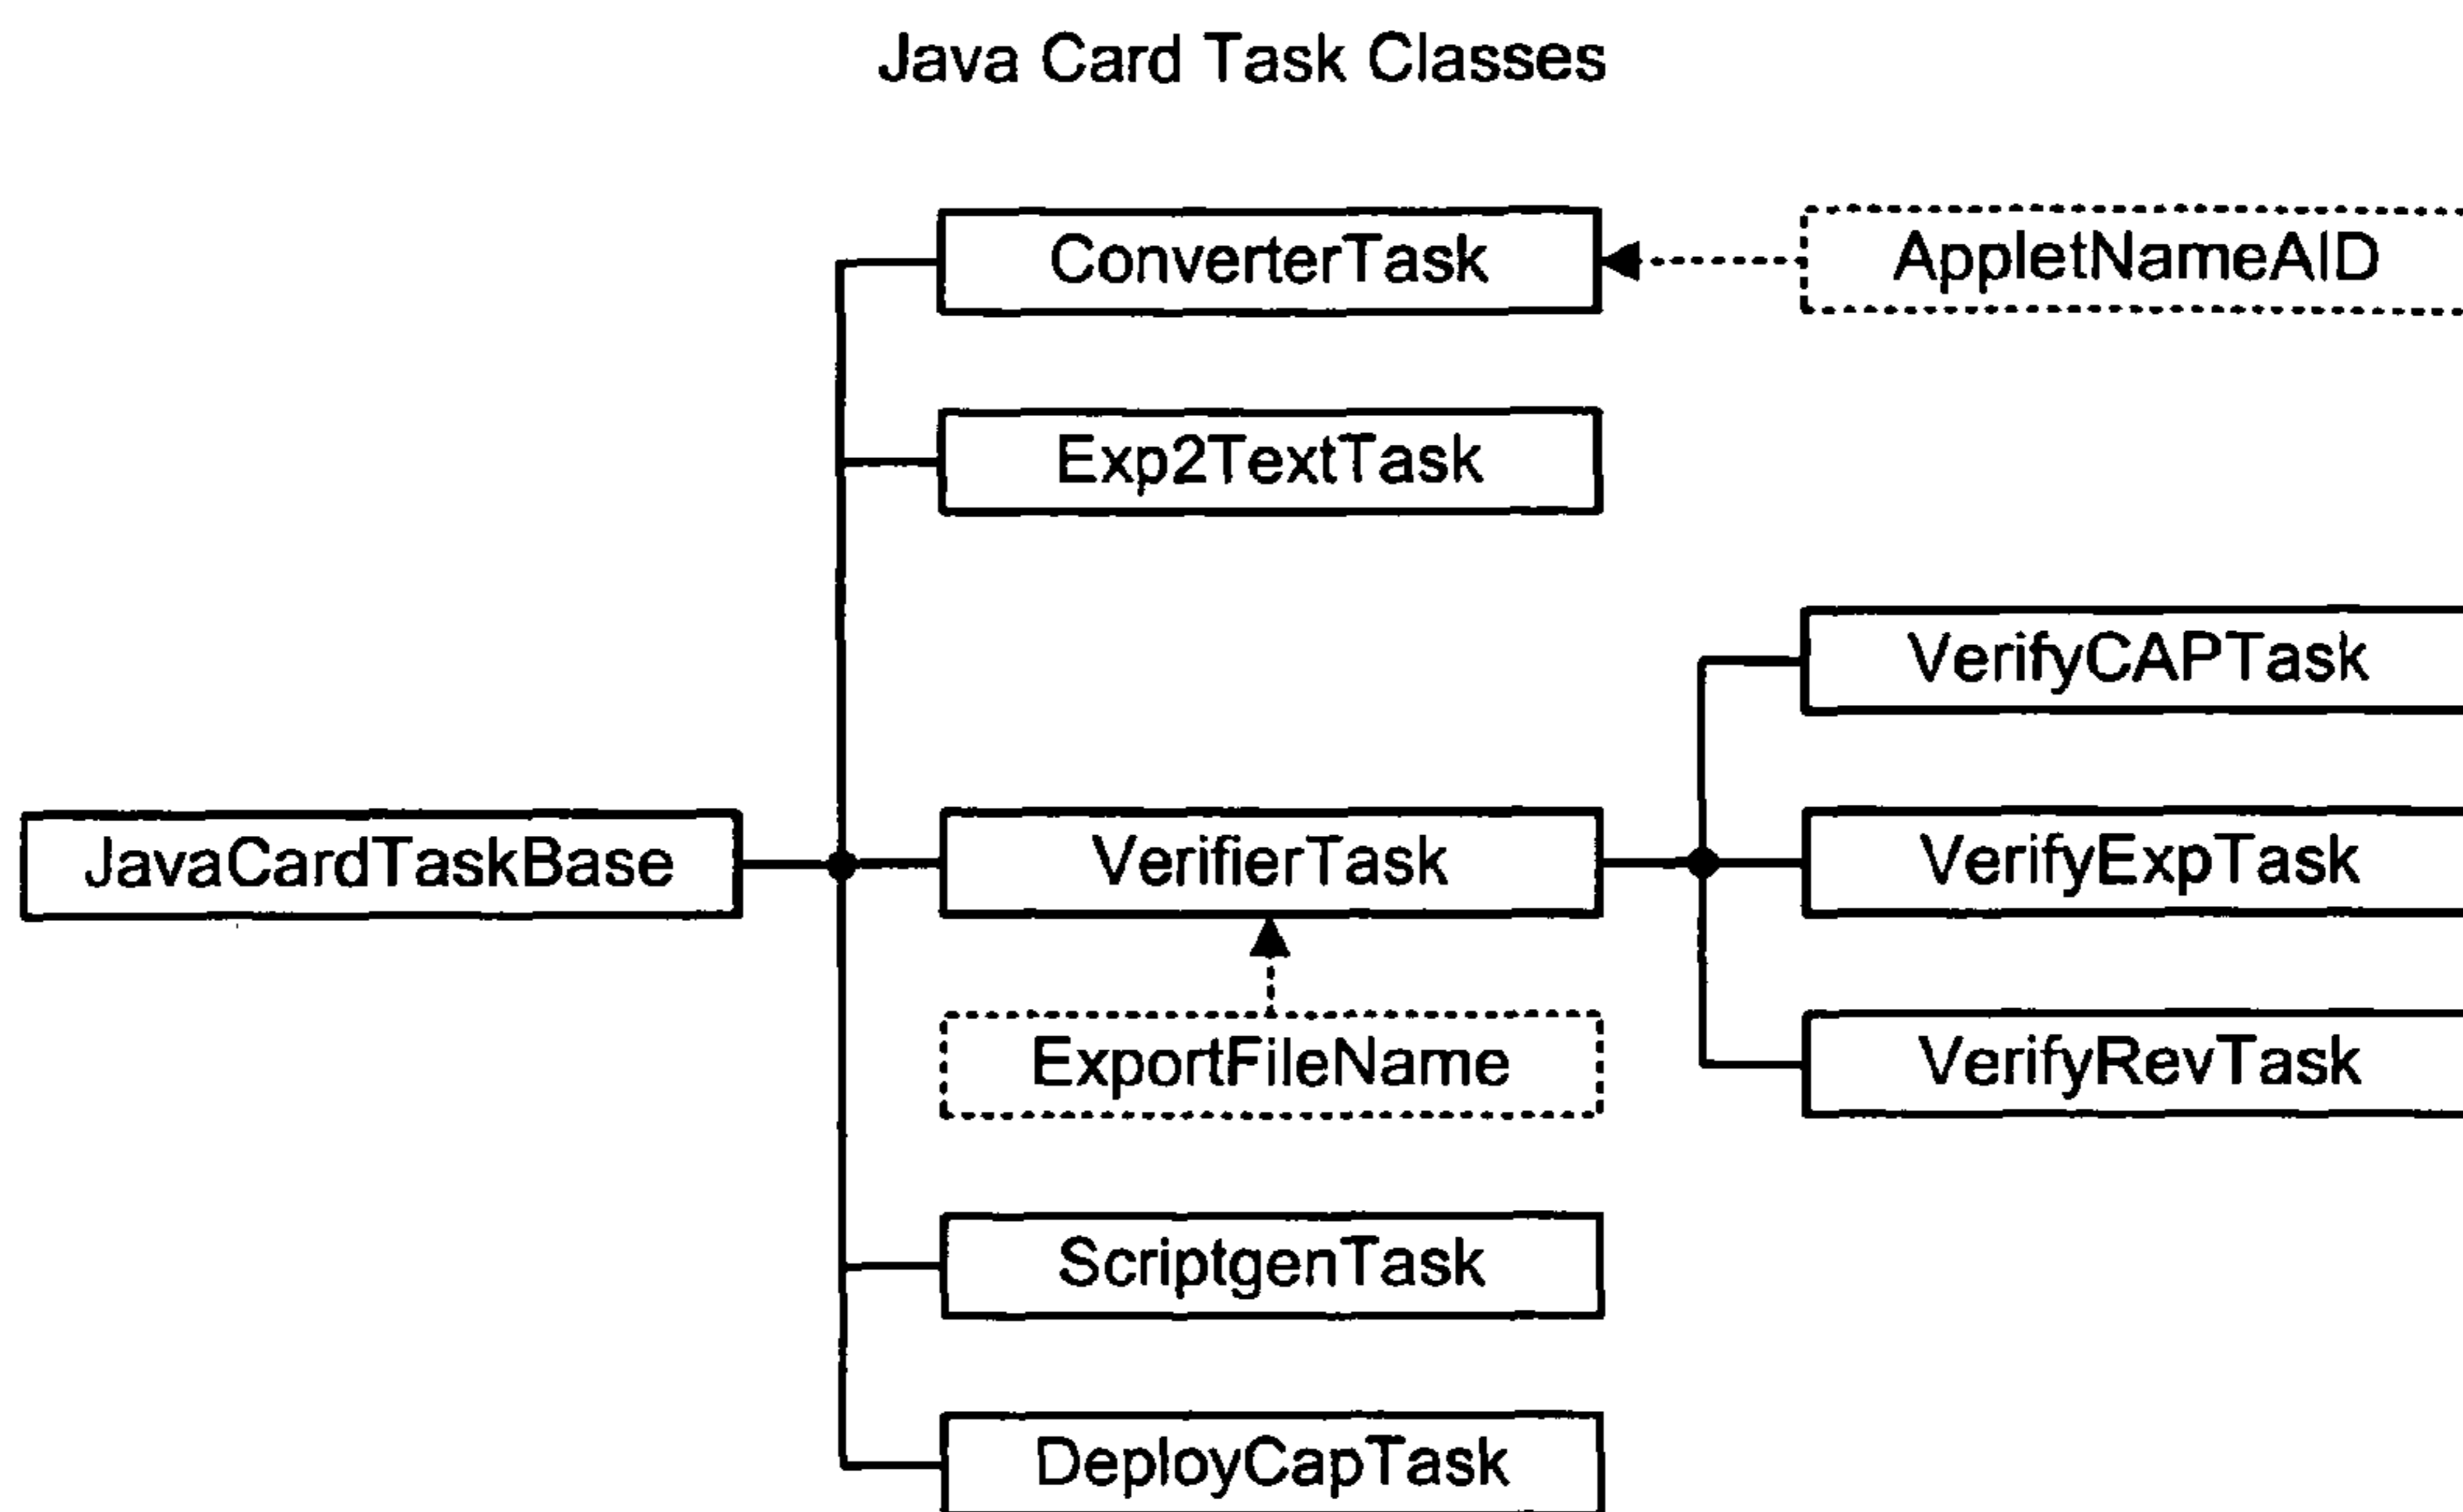 Java Card Task Classes
ConverterTask
AppletNameAID
Exp2TextTask
VerifyCAPTask
JavaCardTaskBase
VerifierTask
VerifyExpTask
ExportFileName
VerifyRevTask
ScriptgenTask
DeployCapTask